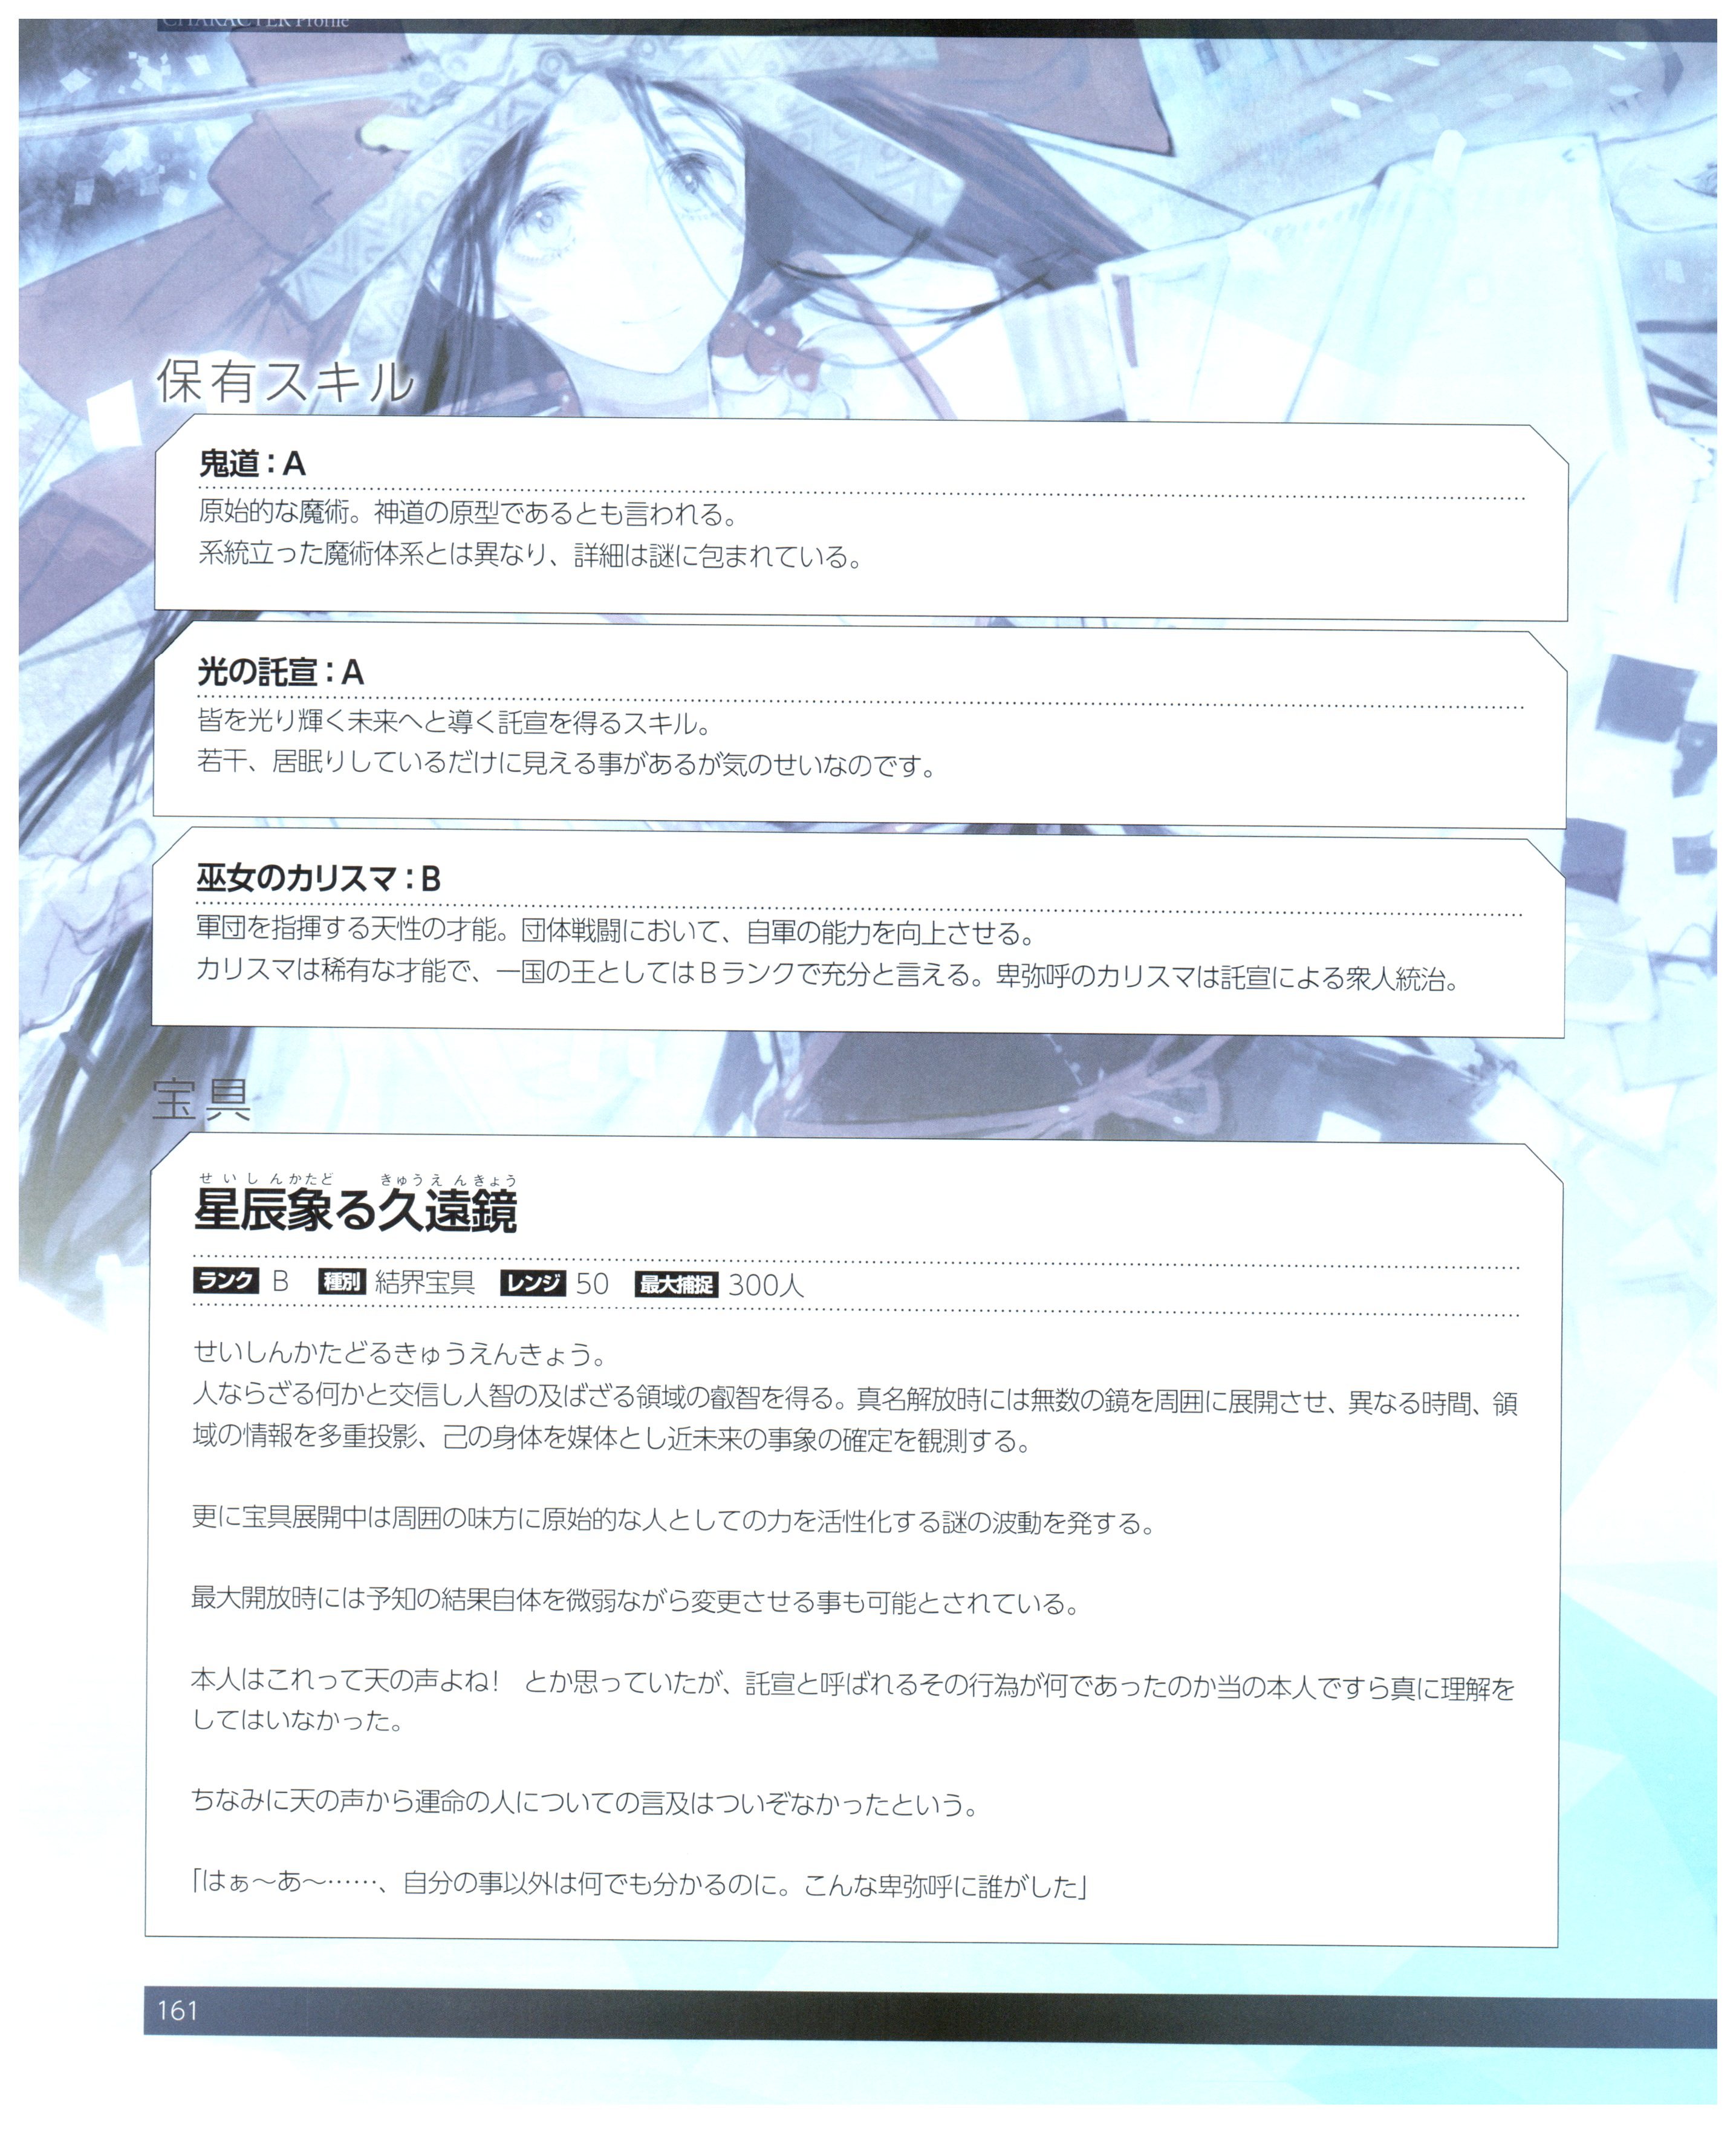 CHARACTER Profile
保有スキル
鬼道：A
原始的な魔術。神道の原型であるとも言われる。
系統立った魔術体系とは異なり、詳細は謎に包まれている。
光の託宣：A
皆を光り輝く未来へと導く託宣を得るスキル。
若干、居眠りしているだけに見える事があるが気のせいなのです。
巫女のカリスマ：B
軍団を指揮する天性の才能。団体戦闘において、自軍の能力を向上させる。
カリスマは稀有な才能で、一国の王としてはBランクで充分と言える。卑弥呼のカリスマは託宣による衆人統治。
宝具
せいしんかたど きゅうえんきょう
星辰象る久遠鏡
ランク B 種別 結界宝具 レンジ 50 最大捕捉 300人
せいしんかたどるきゅうえんきょう。
人ならざる何かと交信し人智の及ばざる領域の叡智を得る。真名解放時には無数の鏡を周囲に展開させ、異なる時間、領
域の情報を多重投影、己の身体を媒体とし近未来の事象の確定を観測する。
更に宝具展開中は周囲の味方に原始的な人としての力を活性化する謎の波動を発する。
最大開放時には予知の結果自体を微弱ながら変更させる事も可能とされている。
本人はこれって天の声よね！　とか思っていたが、託宣と呼ばれるその行為が何であったのか当の本人ですら真に理解を
してはいなかった。
ちなみに天の声から運命の人についての言及はついぞなかったという。
「はぁ〜あ〜……、自分の事以外は何でも分かるのに。こんな卑弥呼に誰がした」
161